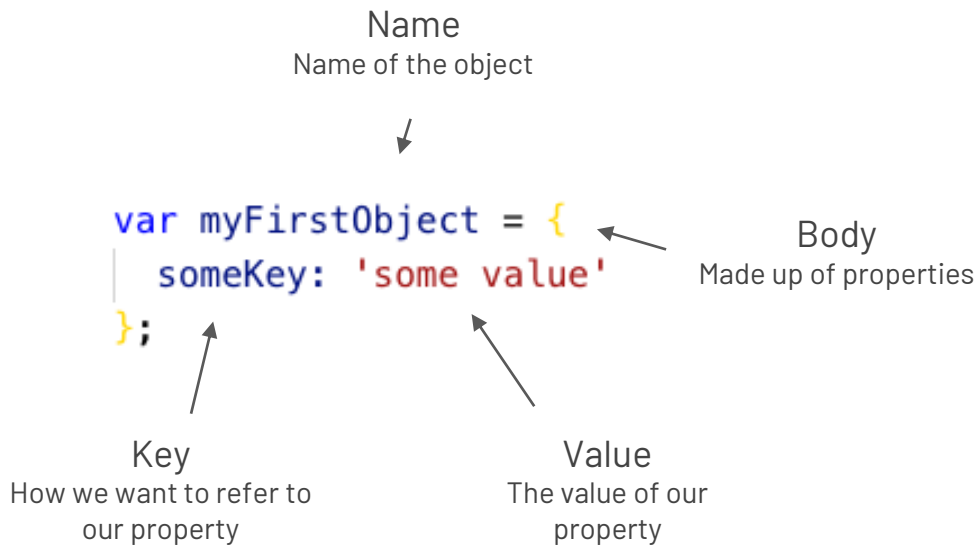 Name
Name of the object
var myFirstObject = {
someKey: 'some value'
};
Body
Made up of properties
Key
How we want to refer to
our property
Value
The value of our
property